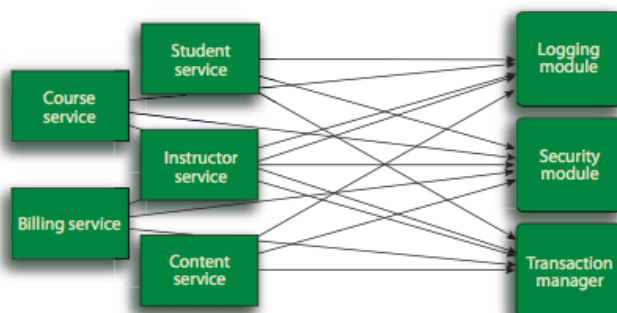 Student
service
Logging
module
Course
service
Instructor
service
Security
module
Billing service
Content
service
Transaction
manager